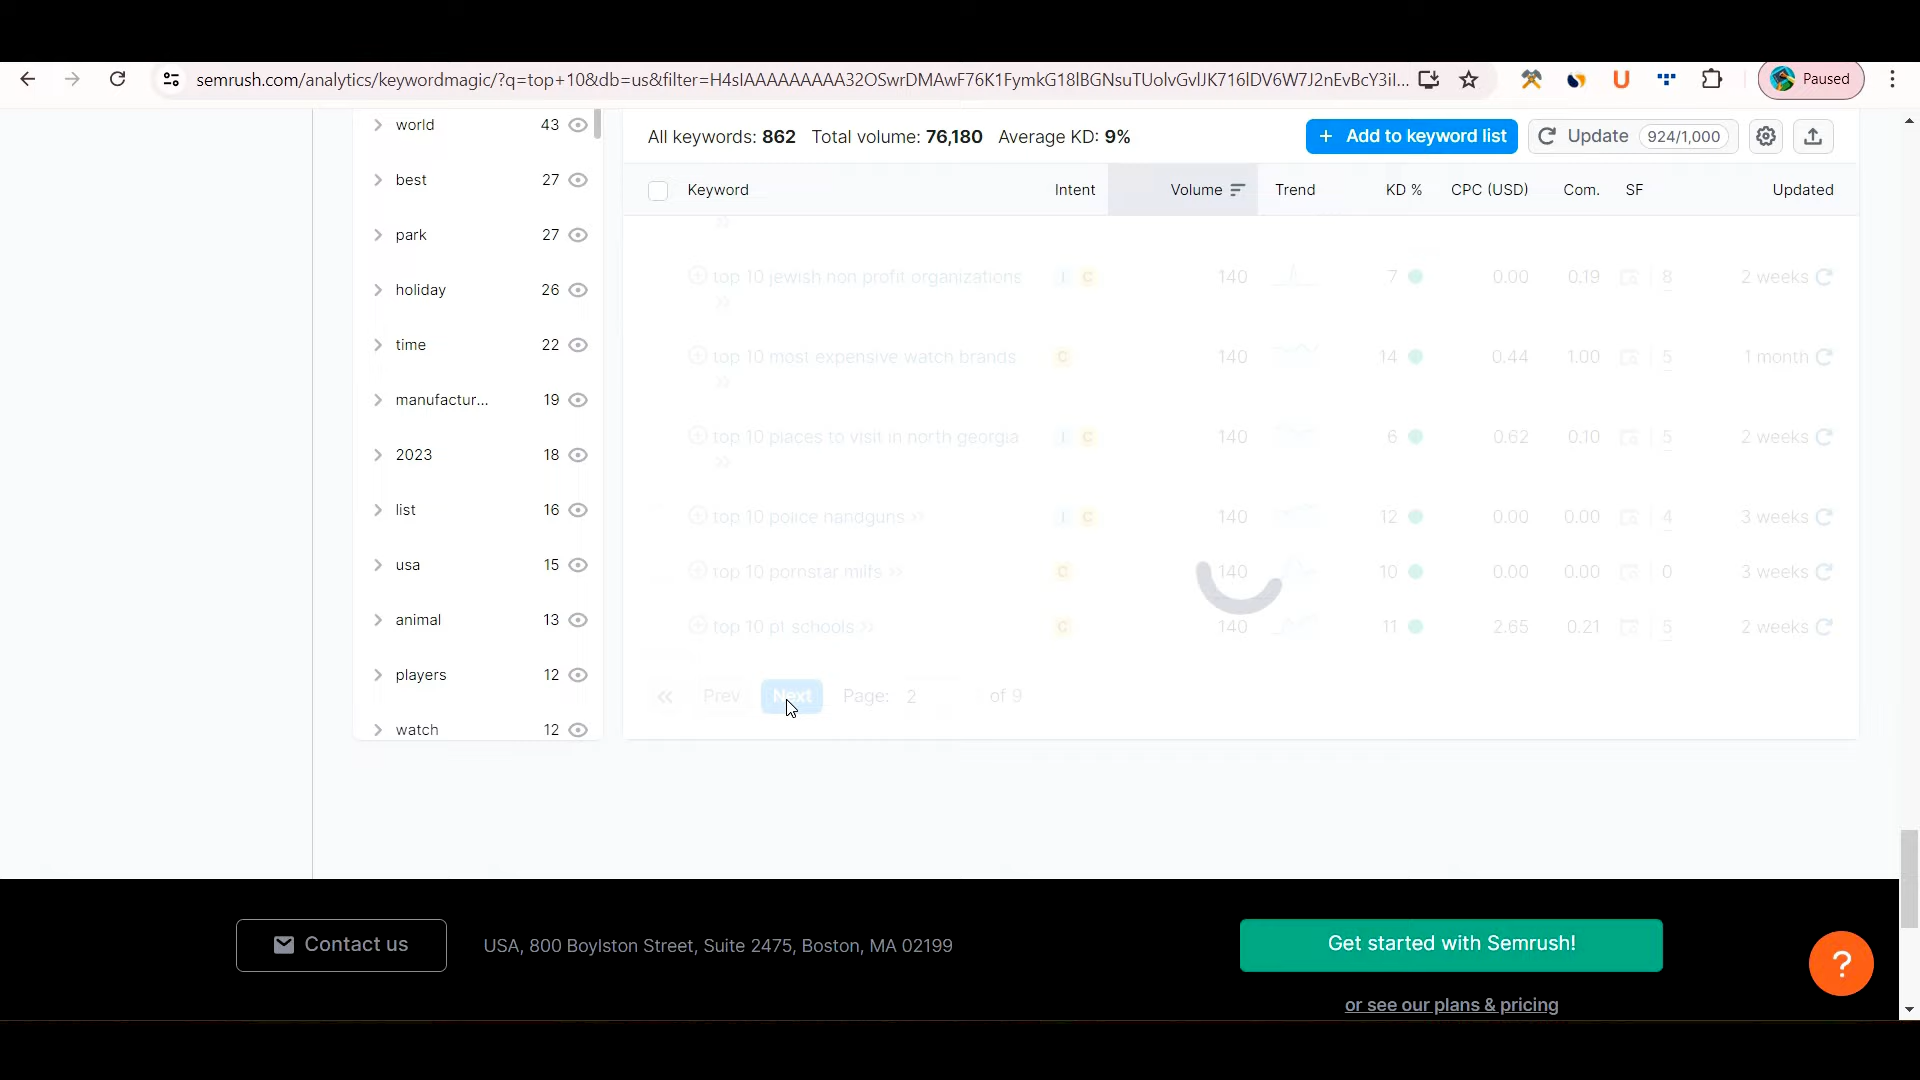 semrush.com/analytics/keywordmagic/?q=top+10&db=us&filter=H4sIAAAAAAAAA32OSwrDMAwF76K1FymkG18lBGNsuTUolvGvlJK716lDV6W7J2nEvBcY3iI...
Paused
world 43
best 27
park 27
holiday 26
time 22
manufactur... 19
2023 18
list 16
usa 15
animal 13
players 12
watch 12
All keywords: 862 Total volume: 76,180 Average KD: 9%
+ Add to keyword list
Update 924/1,000
Keyword Intent Volume Trend KD % CPC (USD) Com. SF Updated
top 10 jewish non profit organizations I C 140 7 0.00 0.19 8 2 weeks
top 10 most expensive watch brands C 140 14 0.44 1.00 5 1 month
top 10 places to visit in north georgia I C 140 6 0.62 0.10 5 2 weeks
top 10 police handguns I C 140 12 0.00 0.00 4 3 weeks
top 10 pornstar milfs C 140 10 0.00 0.00 0 3 weeks
top 10 pt schools C 140 11 2.65 0.21 5 2 weeks
Prev Next Page: 2 of 9
Contact us
USA, 800 Boylston Street, Suite 2475, Boston, MA 02199
Get started with Semrush!
or see our plans & pricing
?